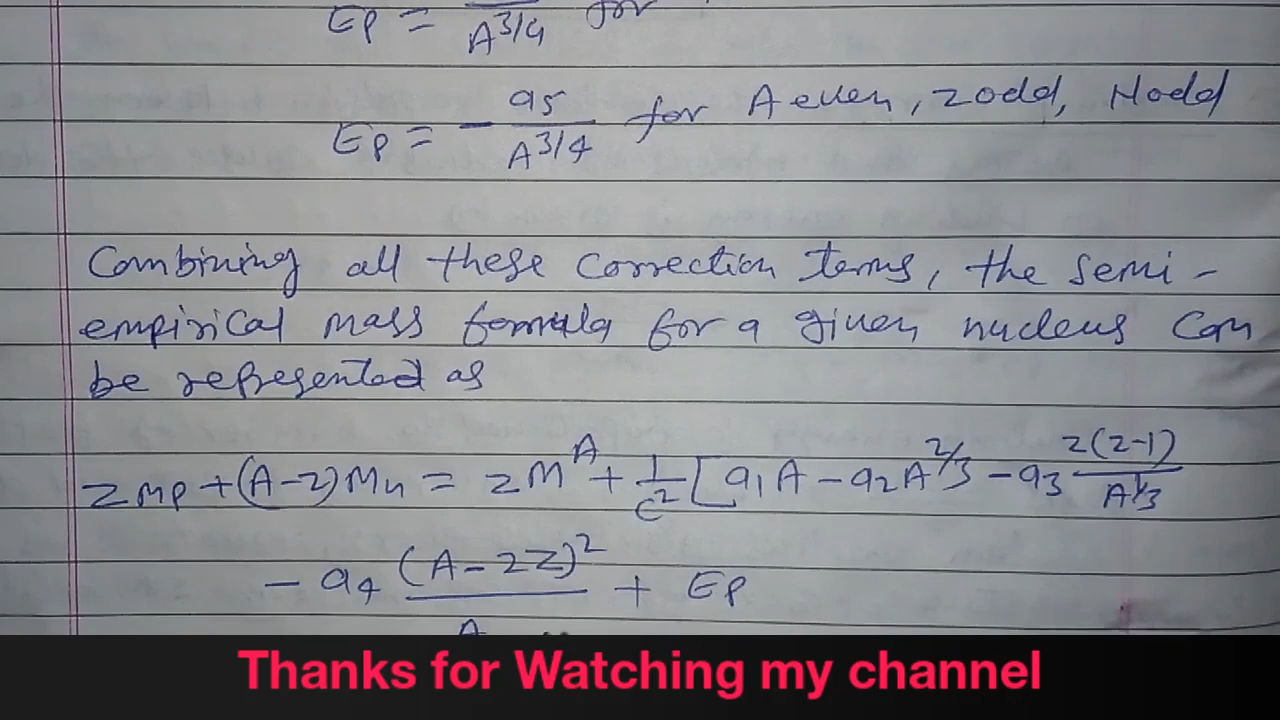 Ep = A^3/4 for
Ep = - a5/A^3/4 for A even, z odd, N odd
Combining all these correction terms, the semi-
empirical mass formula for a given nucleus can
be represented as
ZMP + (A-Z)Mn = ZM^A + 1/c^2 [a1A - a2A^2/3 - a3 Z(Z-1)/A^1/3
- a4 (A-2Z)^2/A + Ep
Thanks for Watching my channel